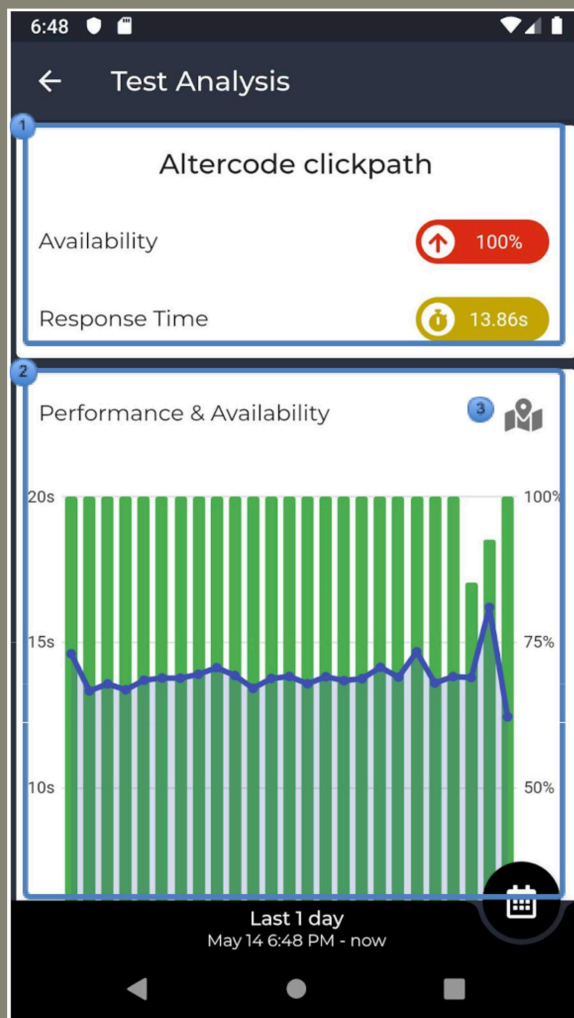 6:48
Test Analysis
1
Altercode clickpath
Availability
100%
Response Time
13.86s
2
Performance & Availability
3
20s
100%
15s
75%
10s
50%
Last 1 day
May 14 6:48 PM - now